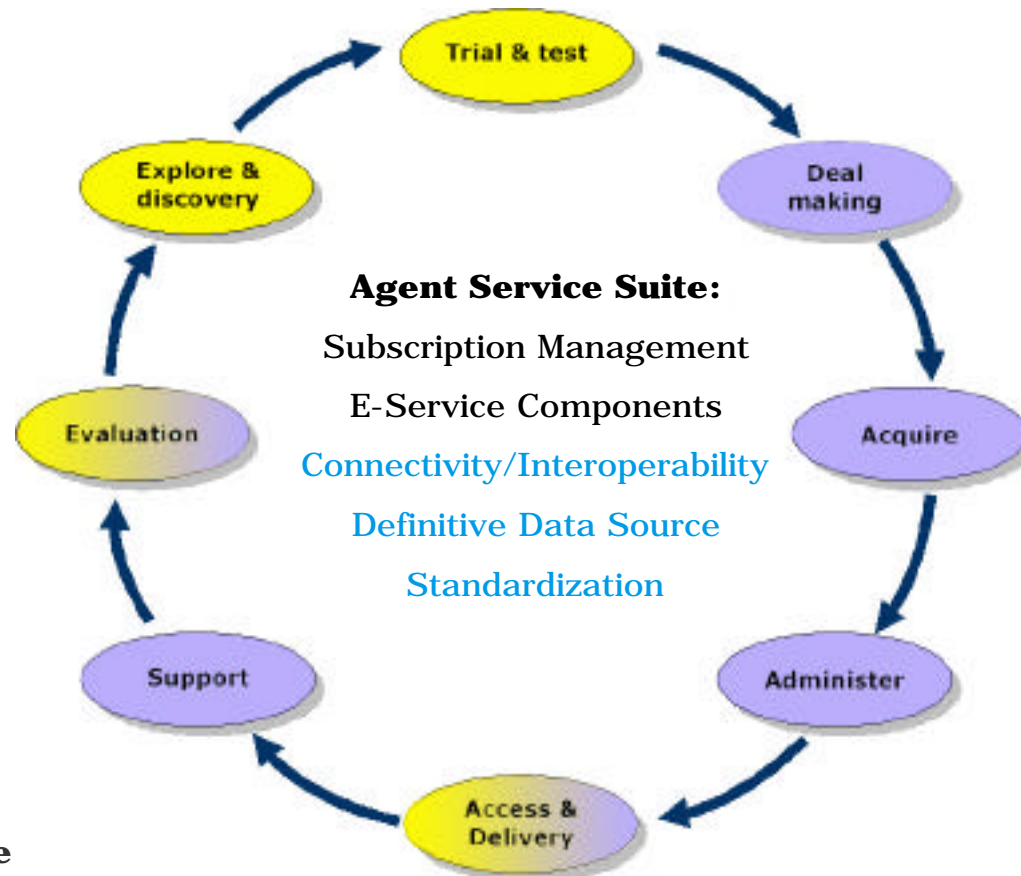 Trial & test
Explore &
discovery
Deal
making
Agent Service Suite:
Subscription Management
E-Service Components
Evaluation
Acquire
Connectivity/Interoperability
Definitive Data Source
Standardization
Support
Administer
Access &
Delivery
e